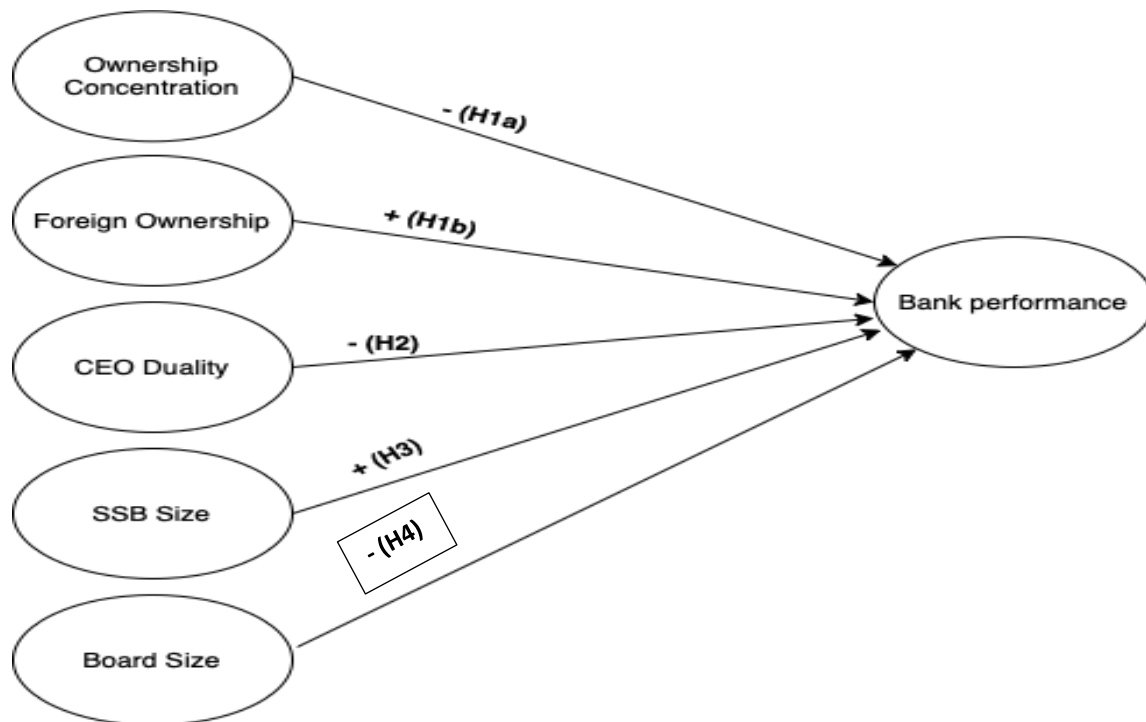 Ownership
Concentration
- (H1a)
Foreign Ownership
+ (H1b)
Bank performance
CEO Duality
- (H2)
SSB Size
+ (H3)
- (H4)
Board Size